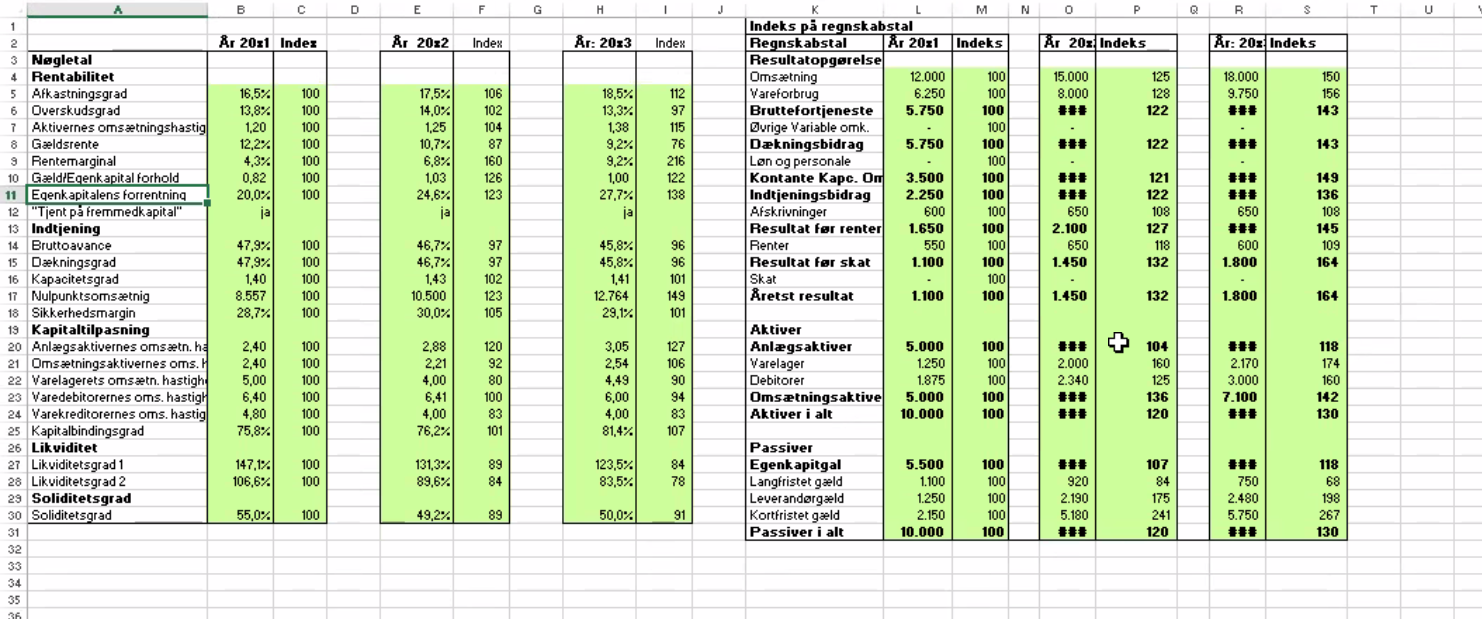 A B C D E F G H I J K L M N O P Q R S T U
1 Indeks på regnskabstal
2 År 20x1 Index År 20x2 Index År: 20x3 Index Regnskabstal År 20x1 Indeks År 20x Indeks År: 20x Indeks
3 Nøgletal Resultatopgørelse
4 Rentabilitet Omsætning 12.000 100 15.000 125 18.000 150
5 Afkastningsgrad 16,5% 100 17,5% 106 18,5% 112 Vareforbrug 6.250 100 8.000 128 9.750 156
6 Overskudsgrad 13,8% 100 14,0% 102 13,3% 97 Bruttefortjeneste 5.750 100 ### 122 ### 143
7 Aktivernes omsætningshastig 1,20 100 1,25 104 1,38 115 Øvrige Variable omk. - 100 - -
8 Gældsrente 12,2% 100 10,7% 87 9,2% 76 Dækningsbidrag 5.750 100 ### 122 ### 143
9 Rentemarginal 4,3% 100 6,8% 160 9,2% 216 Løn og personale - 100 - -
10 Gæld/Egenkapital forhold 0,82 100 1,03 126 1,00 122 Kontante Kapc. Om 3.500 100 ### 121 ### 149
11 Egenkapitalens forrentning 20,0% 100 24,6% 123 27,7% 138 Indtjeningsbidrag 2.250 100 ### 122 ### 136
12 "Tjent på fremmedkapital" ja ja ja Afskrivninger 600 100 650 108 650 108
13 Indtjening Resultat før renter 1.650 100 2.100 127 ### 145
14 Bruttoavance 47,9% 100 46,7% 97 45,8% 96 Renter 550 100 650 118 600 109
15 Dækningsgrad 47,9% 100 46,7% 97 45,8% 96 Resultat før skat 1.100 100 1.450 132 1.800 164
16 Kapacitetsgrad 1,40 100 1,43 102 1,41 101 Skat - 100 - -
17 Nulpunktsomsætnig 8.557 100 10.500 123 12.764 149 Åretst resultat 1.100 100 1.450 132 1.800 164
18 Sikkerhedsmargin 28,7% 100 30,0% 105 29,1% 101
19 Kapitaltilpasning Aktiver
20 Anlægsaktivernes omsætn. ha 2,40 100 2,88 120 3,05 127 Anlægsaktiver 5.000 100 ### 104 ### 118
21 Omsætningsaktivernes oms. h 2,40 100 2,21 92 2,54 106 Varelager 1.250 100 2.000 160 2.170 174
22 Varelagerets omsætn. hastigh 5,00 100 4,00 80 4,49 90 Debitorer 1.875 100 2.340 125 3.000 160
23 Varedebitorernes oms. hastig 6,40 100 6,41 100 6,00 94 Omsætningsaktive 5.000 100 ### 136 7.100 142
24 Varekreditorernes oms. hastig 4,80 100 4,00 83 4,00 83 Aktiver i alt 10.000 100 ### 120 ### 130
25 Kapitalbindingsgrad 75,8% 100 76,2% 101 81,4% 107
26 Likviditet Passiver
27 Likviditetsgrad 1 147,1% 100 131,3% 89 123,5% 84 Egenkapitgal 5.500 100 ### 107 ### 118
28 Likviditetsgrad 2 106,6% 100 89,6% 84 83,5% 78 Langfristet gæld 1.100 100 920 84 750 68
29 Soliditetsgrad Leverandørgæld 1.250 100 2.190 175 2.480 198
30 Soliditetsgrad 55,0% 100 49,2% 89 50,0% 91 Kortfristet gæld 2.150 100 5.180 241 5.750 267
31 Passiver i alt 10.000 100 ### 120 ### 130
32
33
34
35
36